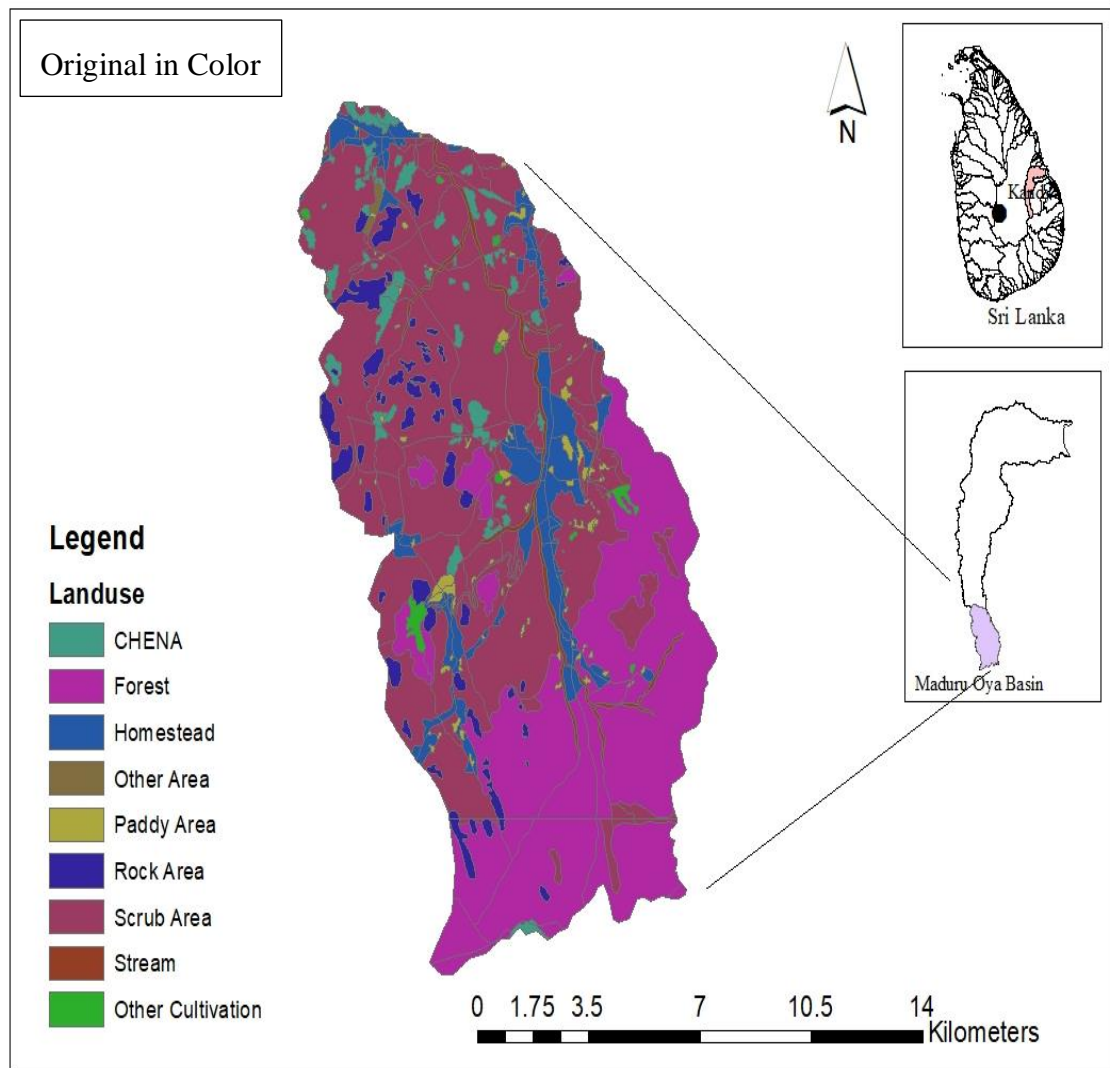 Original in Color
N
Sri Lanka
Maduru Oya Basin
Legend
Landuse
CHENA
Forest
Homestead
Other Area
Paddy Area
Rock Area
Scrub Area
Stream
Other Cultivation
0 1.75 3.5 7 10.5 14
Kilometers